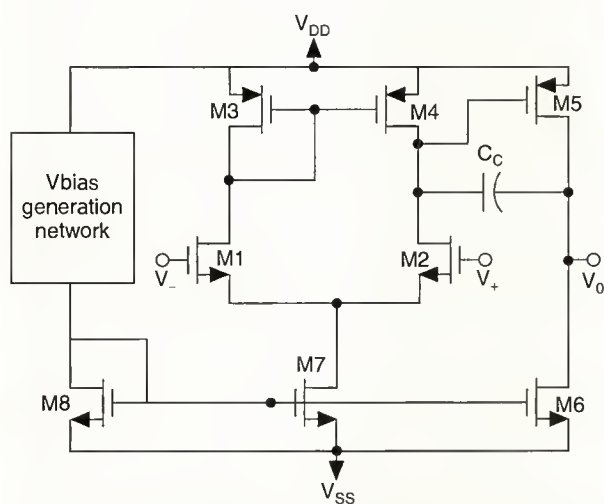 V_DD
M3
M4
M5
C_C
Vbias
generation
network
M1
M2
V_−
V_+
V_0
M7
M8
M6
V_SS